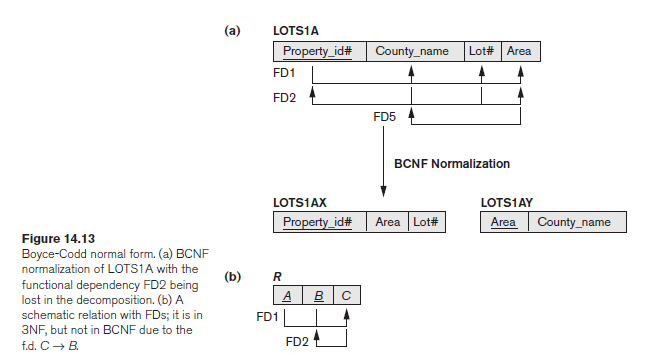 (a)
LOTS1A
Property_id# County_name Lot# Area
FD1
FD2
FD5
BCNF Normalization
LOTS1AX
Property_id# Area Lot#
LOTS1AY
Area County_name
Figure 14.13
Boyce-Codd normal form. (a) BCNF
normalization of LOTS1A with the
functional dependency FD2 being
lost in the decomposition. (b) A
schematic relation with FDs; it is in
3NF, but not in BCNF due to the
f.d. C → B.
(b)
R
A B C
FD1
FD2